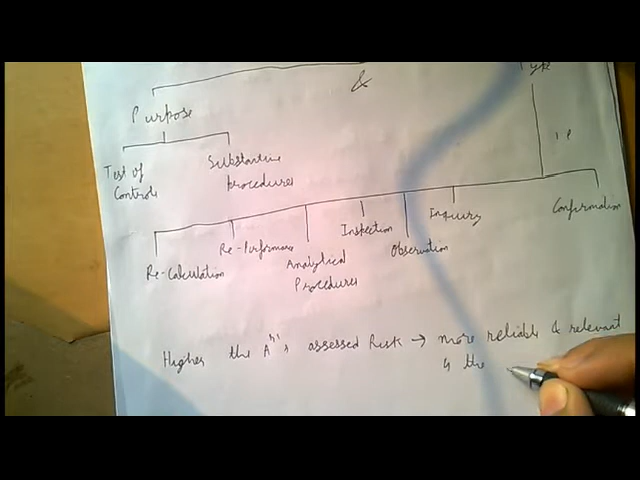 &
Type
Purpose
Test of
Controls
Substantive
Procedures
Re-Calculation
Re-Performance
Analytical
Procedures
Inspection
Observation
Inquiry
Confirmation
Higher the assessed Risk → more reliable & relevant
is the